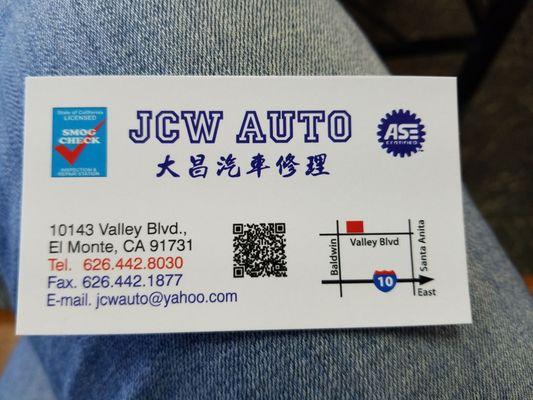 State of California
LICENSED
SMOG
CHECK
INSPECTION &
REPAIR STATION
JCW AUTO
大昌汽車修理
ASE
CERTIFIED
10143 Valley Blvd.,
El Monte, CA 91731
Tel. 626.442.8030
Fax. 626.442.1877
E-mail. jcwauto@yahoo.com
Baldwin
Valley Blvd
Santa Anita
10
East